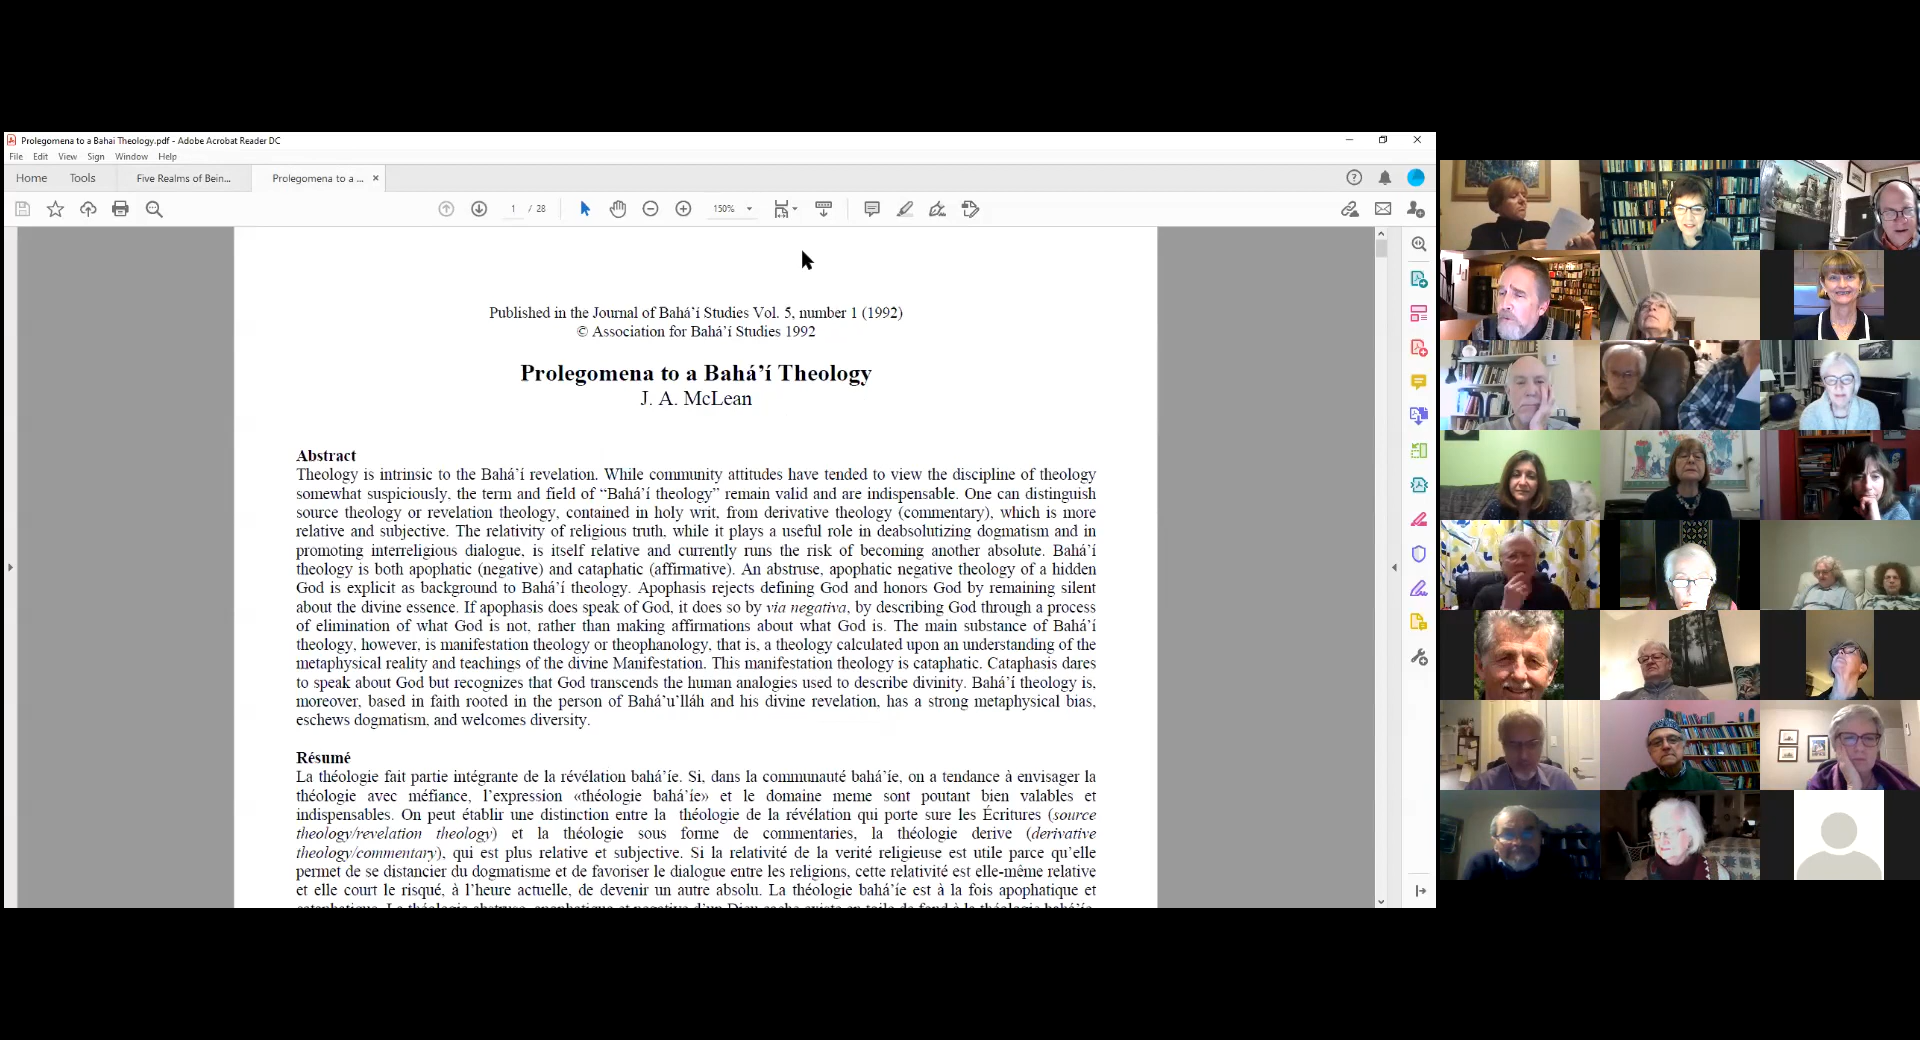 Prolegomena to a Bahai Theology.pdf - Adobe Acrobat Reader DC
File Edit View Sign Window Help
Home Tools Five Realms of Bein... Prolegomena to a ... ×
1 / 28 150%
Published in the Journal of Bahá’í Studies Vol. 5, number 1 (1992)
© Association for Bahá’í Studies 1992
Prolegomena to a Bahá’í Theology
J. A. McLean
Abstract
Theology is intrinsic to the Bahá’í revelation. While community attitudes have tended to view the discipline of theology
somewhat suspiciously, the term and field of “Bahá’í theology” remain valid and are indispensable. One can distinguish
source theology or revelation theology, contained in holy writ, from derivative theology (commentary), which is more
relative and subjective. The relativity of religious truth, while it plays a useful role in deabsolutizing dogmatism and in
promoting interreligious dialogue, is itself relative and currently runs the risk of becoming another absolute. Bahá’í
theology is both apophatic (negative) and cataphatic (affirmative). An abstruse, apophatic negative theology of a hidden
God is explicit as background to Bahá’í theology. Apophasis rejects defining God and honors God by remaining silent
about the divine essence. If apophasis does speak of God, it does so by via negativa, by describing God through a process
of elimination of what God is not, rather than making affirmations about what God is. The main substance of Bahá’í
theology, however, is manifestation theology or theophanology, that is, a theology calculated upon an understanding of the
metaphysical reality and teachings of the divine Manifestation. This manifestation theology is cataphatic. Cataphasis dares
to speak about God but recognizes that God transcends the human analogies used to describe divinity. Bahá’í theology is,
moreover, based in faith rooted in the person of Bahá’u’lláh and his divine revelation, has a strong metaphysical bias,
eschews dogmatism, and welcomes diversity.
Résumé
La théologie fait partie intégrante de la révélation bahá’íe. Si, dans la communauté bahá’íe, on a tendance à envisager la
théologie avec méfiance, l’expression «théologie bahá’íe» et le domaine meme sont poutant bien valables et
indispensables. On peut établir une distinction entre la théologie de la révélation qui porte sure les Écritures (source
theology/revelation theology) et la théologie sous forme de commentaries, la théologie derive (derivative
theology/commentary), qui est plus relative et subjective. Si la relativité de la verité religieuse est utile parce qu’elle
permet de se distancier du dogmatisme et de favoriser le dialogue entre les religions, cette relativité est elle-même relative
et elle court le risqué, à l’heure actuelle, de devenir un autre absolu. La théologie bahá’íe est à la fois apophatique et
cataphatique. La théologie abstruse, apophatique et negative d’un Dieu cache existe en toile de fond à la théologie bahá’íe.